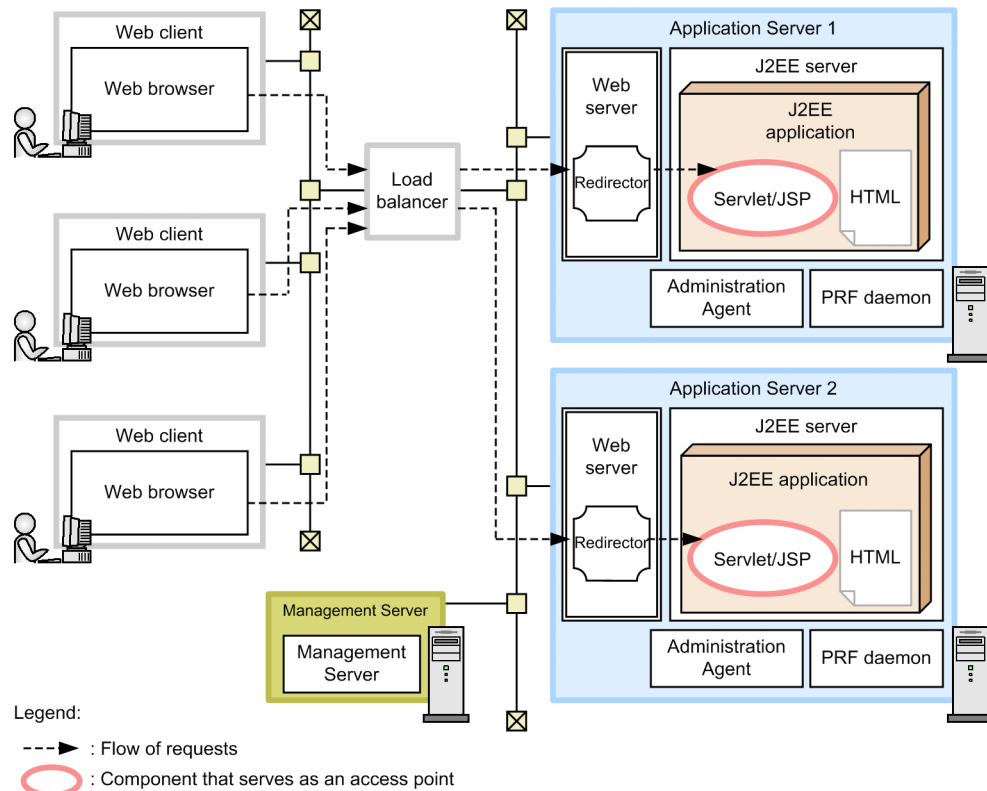 Web client
Web browser
Web client
Web browser
Web client
Web browser
Load
balancer
Application Server 1
Web
server
Redirector
J2EE server
J2EE
application
Servlet/JSP
HTML
Administration
Agent
PRF daemon
Application Server 2
Web
server
Redirector
J2EE server
J2EE application
Servlet/JSP
HTML
Administration
Agent
PRF daemon
Management Server
Management
Server
Legend:
: Flow of requests
: Component that serves as an access point